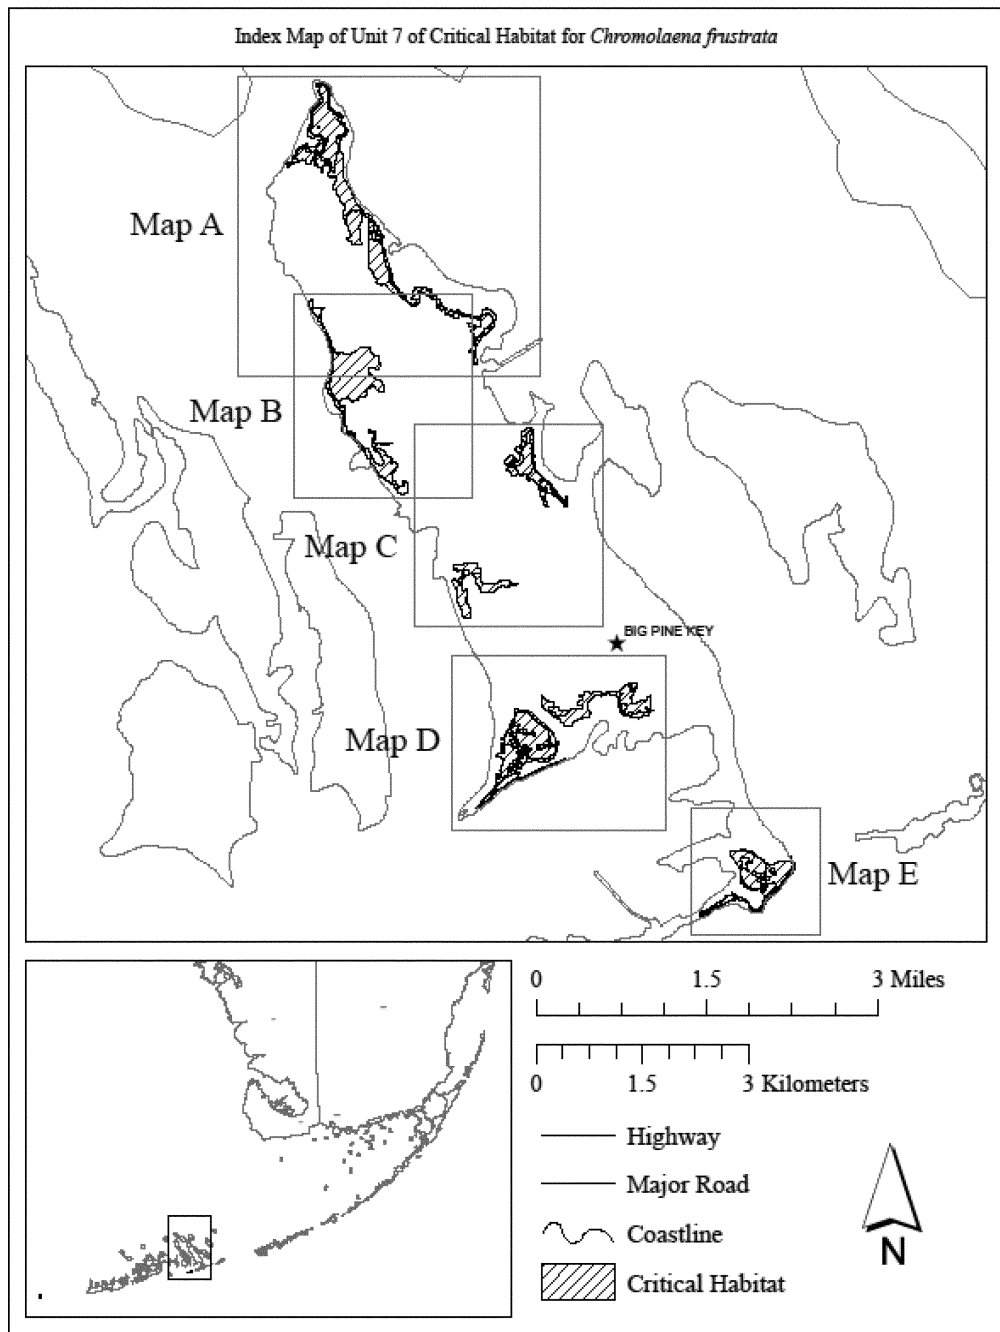 Index Map of Unit 7 of Critical Habitat for Chromolaena frustrata
Map A
Map B
Map C
BIG PINE KEY
Map D
Map E
0 1.5 3 Miles
0 1.5 3 Kilometers
Highway
Major Road
Coastline
Critical Habitat
N